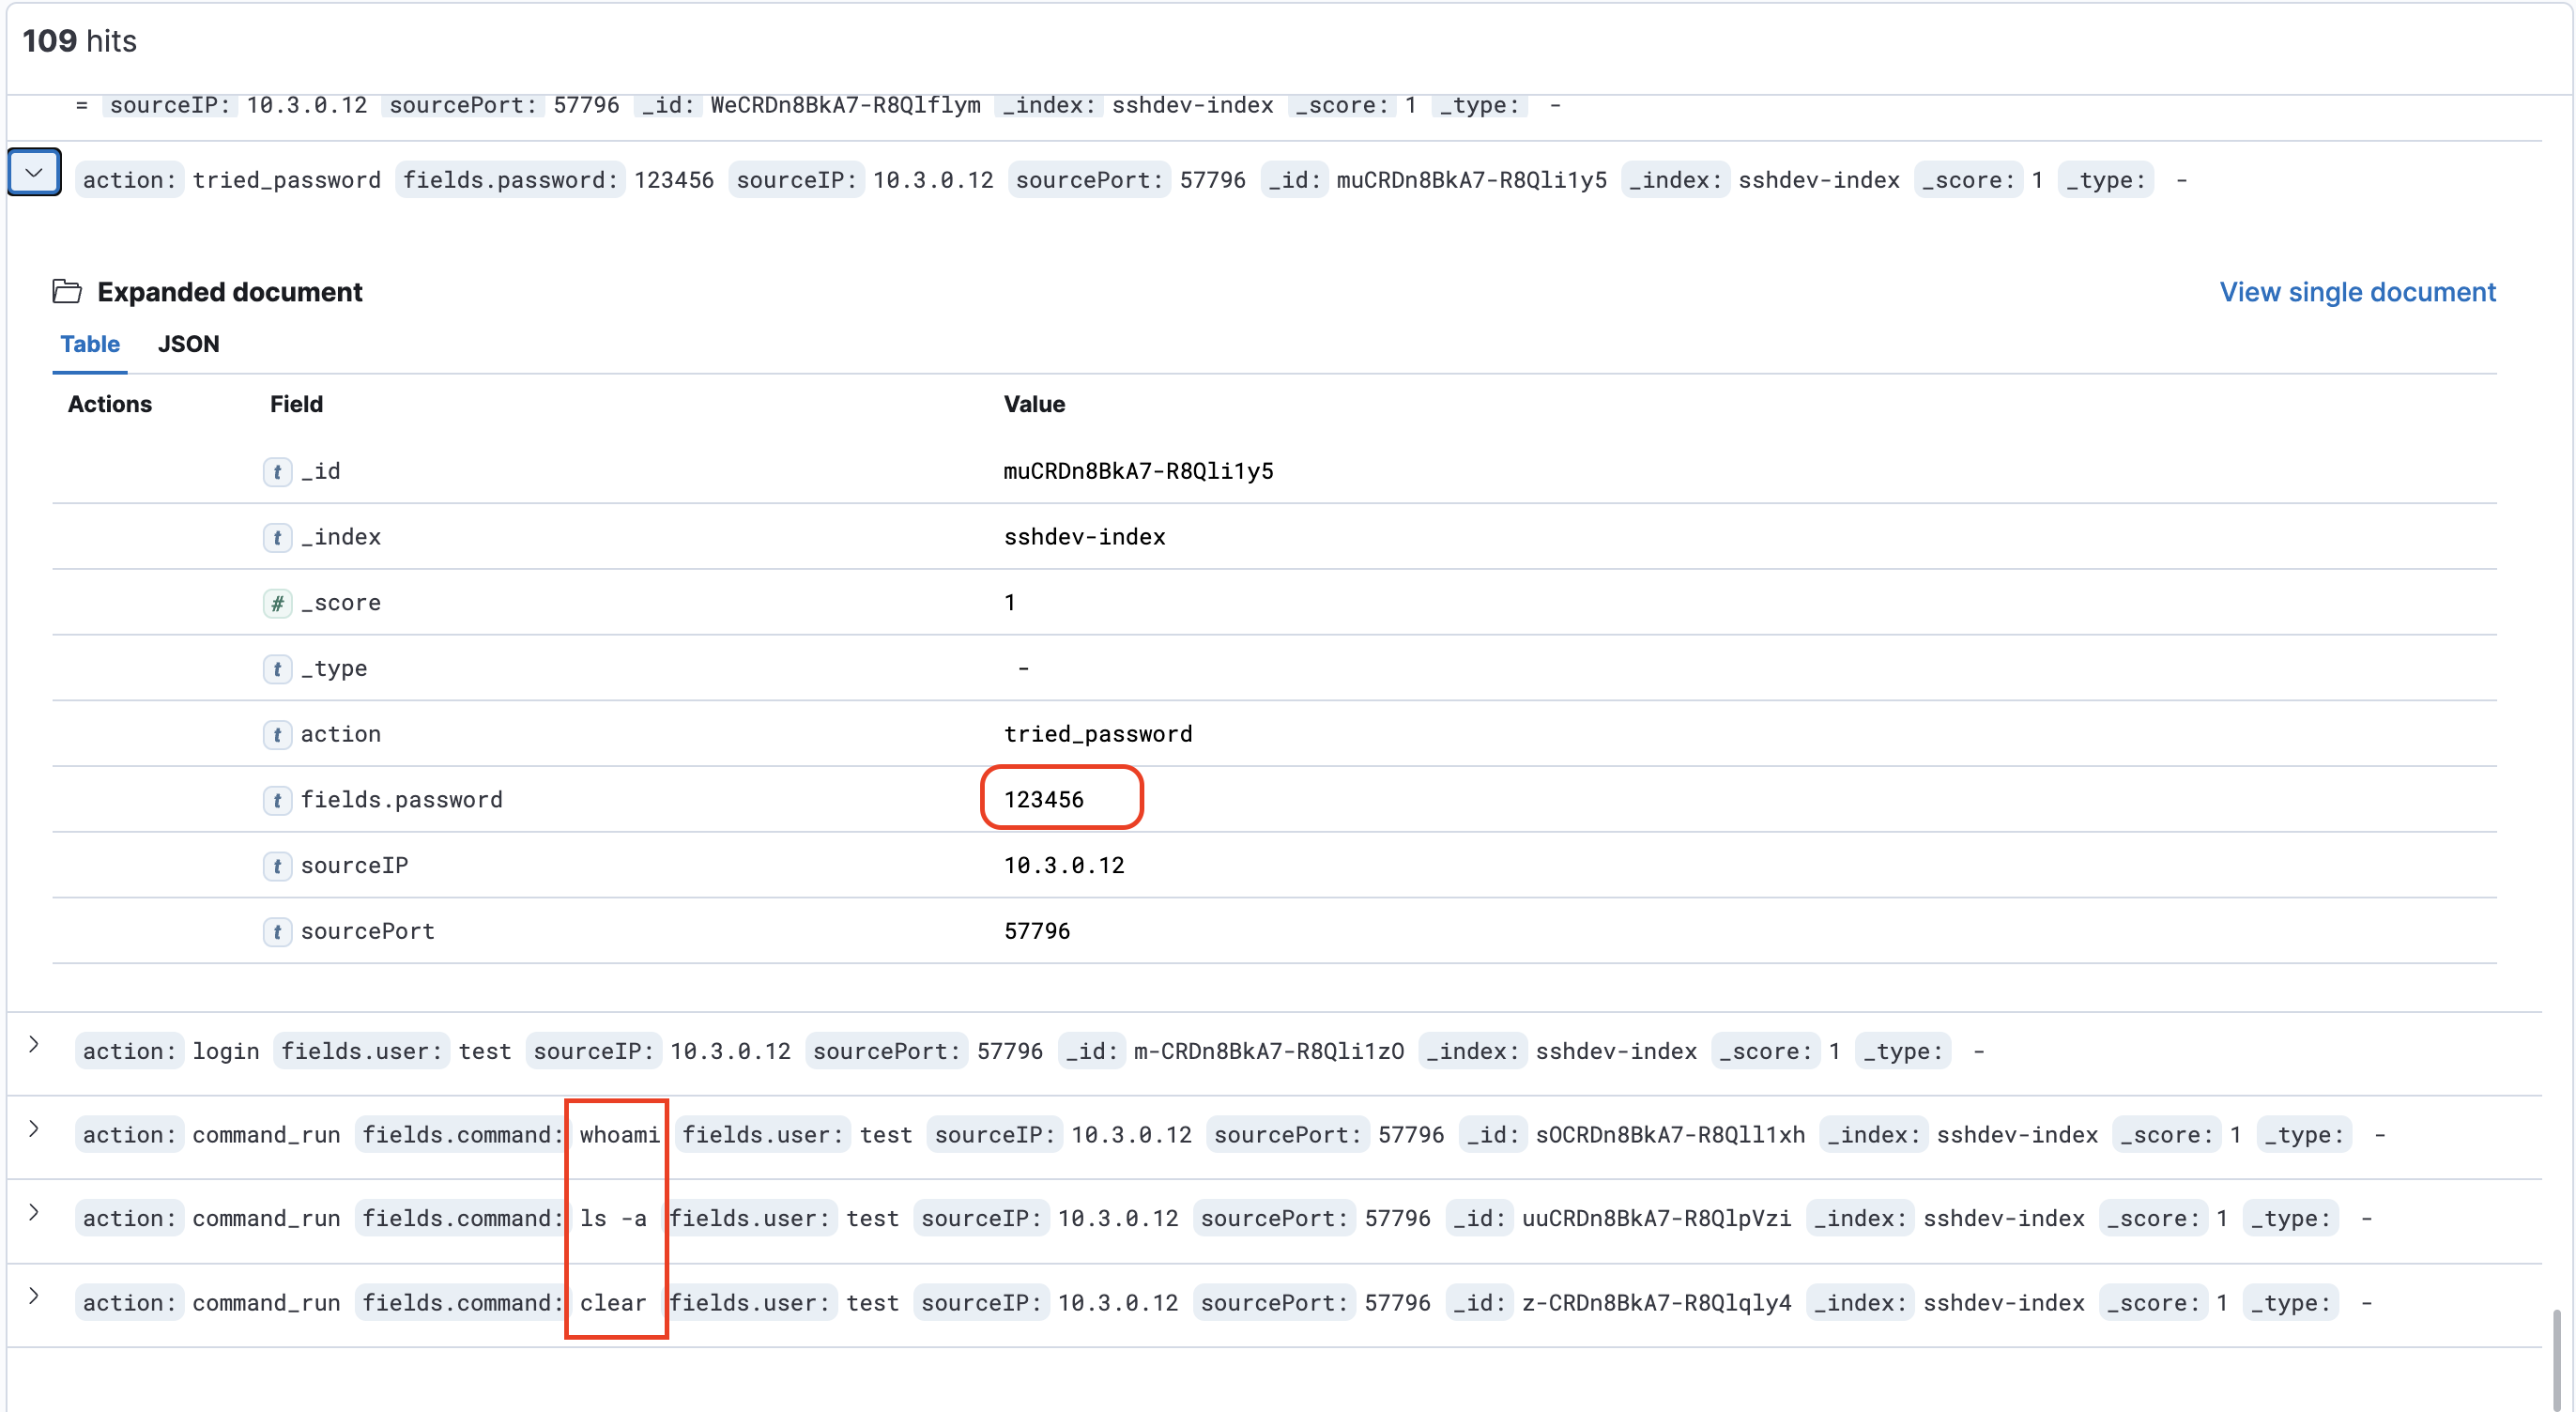 109 hits
= sourceIP: 10.3.0.12 sourcePort: 57796 _id: WeCRDn8BkA7-R8Qlflym _index: sshdev-index _score: 1 _type: -
action: tried_password fields.password: 123456 sourceIP: 10.3.0.12 sourcePort: 57796 _id: muCRDn8BkA7-R8Qli1y5 _index: sshdev-index _score: 1 _type: -
Expanded document View single document
Table JSON
Actions Field Value
t _id muCRDn8BkA7-R8Qli1y5
t _index sshdev-index
# _score 1
t _type -
t action tried_password
t fields.password 123456
t sourceIP 10.3.0.12
t sourcePort 57796
action: login fields.user: test sourceIP: 10.3.0.12 sourcePort: 57796 _id: m-CRDn8BkA7-R8Qli1zO _index: sshdev-index _score: 1 _type: -
action: command_run fields.command: whoami fields.user: test sourceIP: 10.3.0.12 sourcePort: 57796 _id: sOCRDn8BkA7-R8Qll1xh _index: sshdev-index _score: 1 _type: -
action: command_run fields.command: ls -a fields.user: test sourceIP: 10.3.0.12 sourcePort: 57796 _id: uuCRDn8BkA7-R8QlpVzi _index: sshdev-index _score: 1 _type: -
action: command_run fields.command: clear fields.user: test sourceIP: 10.3.0.12 sourcePort: 57796 _id: z-CRDn8BkA7-R8Qlqly4 _index: sshdev-index _score: 1 _type: -